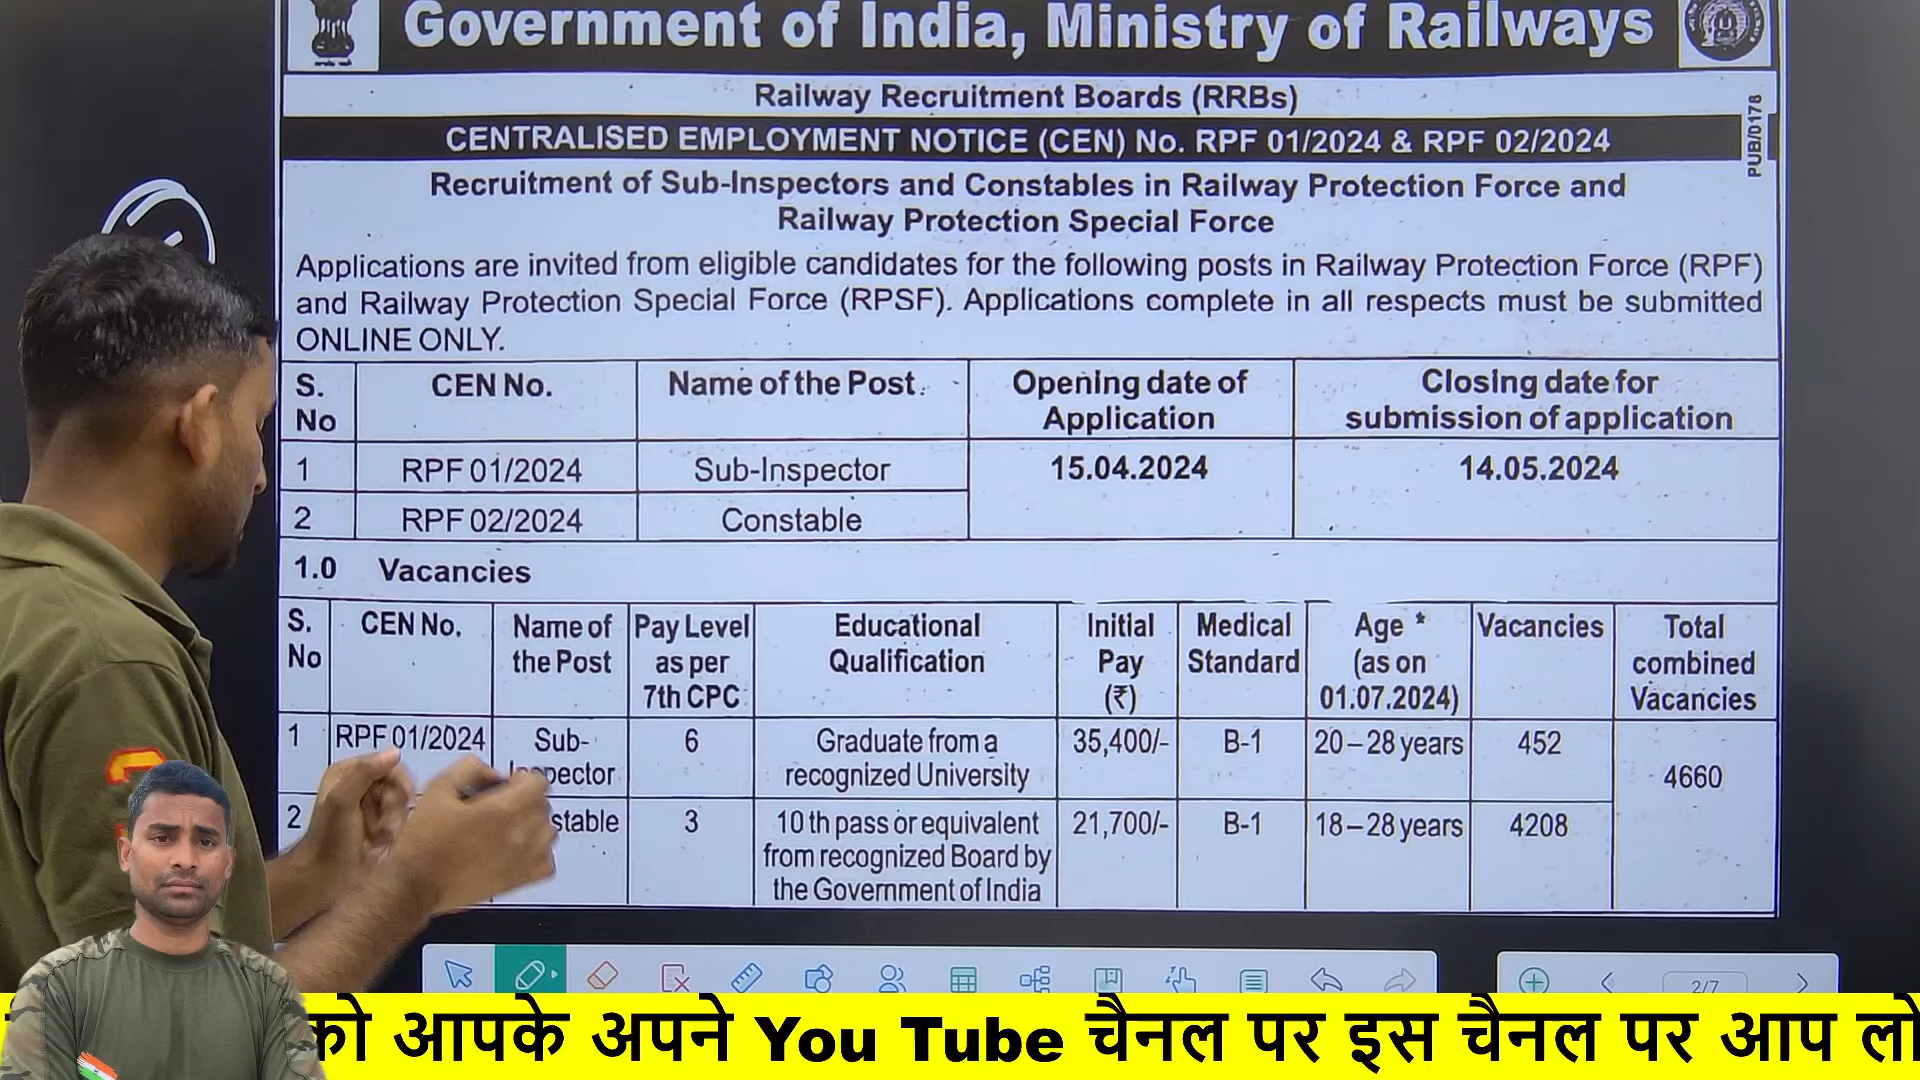 Government of India, Ministry of Railways
Railway Recruitment Boards (RRBs)
CENTRALISED EMPLOYMENT NOTICE (CEN) No. RPF 01/2024 & RPF 02/2024
PUB/0178
Recruitment of Sub-Inspectors and Constables in Railway Protection Force and
Railway Protection Special Force
Applications are invited from eligible candidates for the following posts in Railway Protection Force (RPF)
and Railway Protection Special Force (RPSF). Applications complete in all respects must be submitted
ONLINE ONLY.
S. No CEN No. Name of the Post. Opening date of Application Closing date for submission of application
1 RPF 01/2024 Sub-Inspector 15.04.2024 14.05.2024
2 RPF 02/2024 Constable
1.0 Vacancies
S. No CEN No. Name of the Post Pay Level as per 7th CPC Educational Qualification Initial Pay (₹) Medical Standard Age * (as on 01.07.2024) Vacancies Total combined Vacancies
1 RPF 01/2024 Sub- 6 Graduate from a recognized University 35,400/- B-1 20–28 years 452 4660
2 3 10 th pass or equivalent from recognized Board by the Government of India 21,700/- B-1 18–28 years 4208
2/7
को आपके अपने You Tube चैनल पर इस चैनल पर आप लो